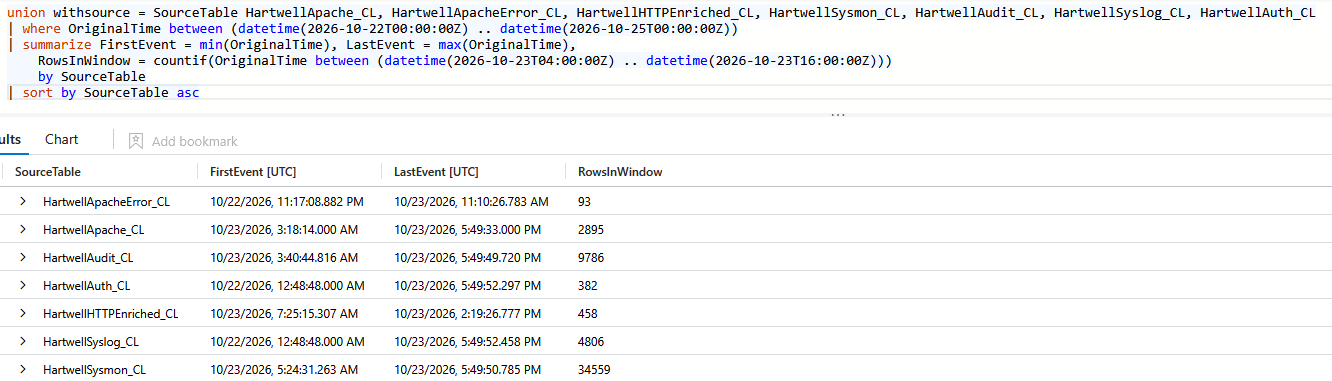 union withsource = SourceTable HartwellApache_CL, HartwellApacheError_CL, HartwellHTTPEnriched_CL, HartwellSysmon_CL, HartwellAudit_CL, HartwellSyslog_CL, HartwellAuth_CL
| where OriginalTime between (datetime(2026-10-22T00:00:00Z) .. datetime(2026-10-25T00:00:00Z))
| summarize FirstEvent = min(OriginalTime), LastEvent = max(OriginalTime),
RowsInWindow = countif(OriginalTime between (datetime(2026-10-23T04:00:00Z) .. datetime(2026-10-23T16:00:00Z)))
by SourceTable
| sort by SourceTable asc
ults Chart Add bookmark
SourceTable FirstEvent [UTC] LastEvent [UTC] RowsInWindow
HartwellApacheError_CL 10/22/2026, 11:17:08.882 PM 10/23/2026, 11:10:26.783 AM 93
HartwellApache_CL 10/23/2026, 3:18:14.000 AM 10/23/2026, 5:49:33.000 PM 2895
HartwellAudit_CL 10/23/2026, 3:40:44.816 AM 10/23/2026, 5:49:49.720 PM 9786
HartwellAuth_CL 10/22/2026, 12:48:48.000 AM 10/23/2026, 5:49:52.297 PM 382
HartwellHTTPEnriched_CL 10/23/2026, 7:25:15.307 AM 10/23/2026, 2:19:26.777 PM 458
HartwellSyslog_CL 10/22/2026, 12:48:48.000 AM 10/23/2026, 5:49:52.458 PM 4806
HartwellSysmon_CL 10/23/2026, 5:24:31.263 AM 10/23/2026, 5:49:50.785 PM 34559